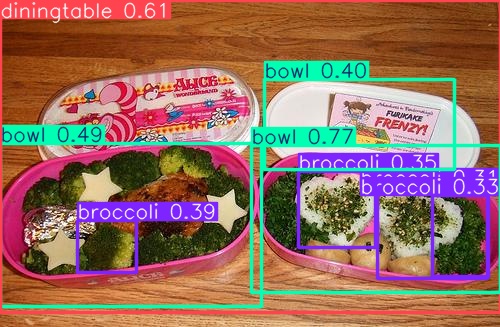 diningtable 0.61
bowl 0.40
ALICE
WONDERLAND
FURIKAKE
FRENZY!
bowl 0.49
bowl 0.77
broccoli 0.35
broccoli 0.31
broccoli 0.33
broccoli 0.39